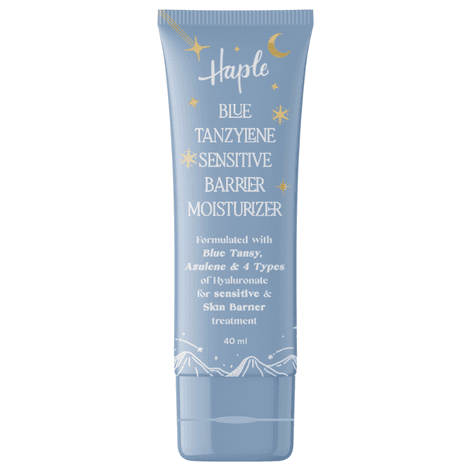 Haple
BLUE
TANZYLENE
SENSITIVE
BARRIER
MOISTURIZER
Formulated with
Blue Tansy,
Azulene & 4 Types
of Hyaluronate
for sensitive &
Skin Barrier
treatment
40 ml